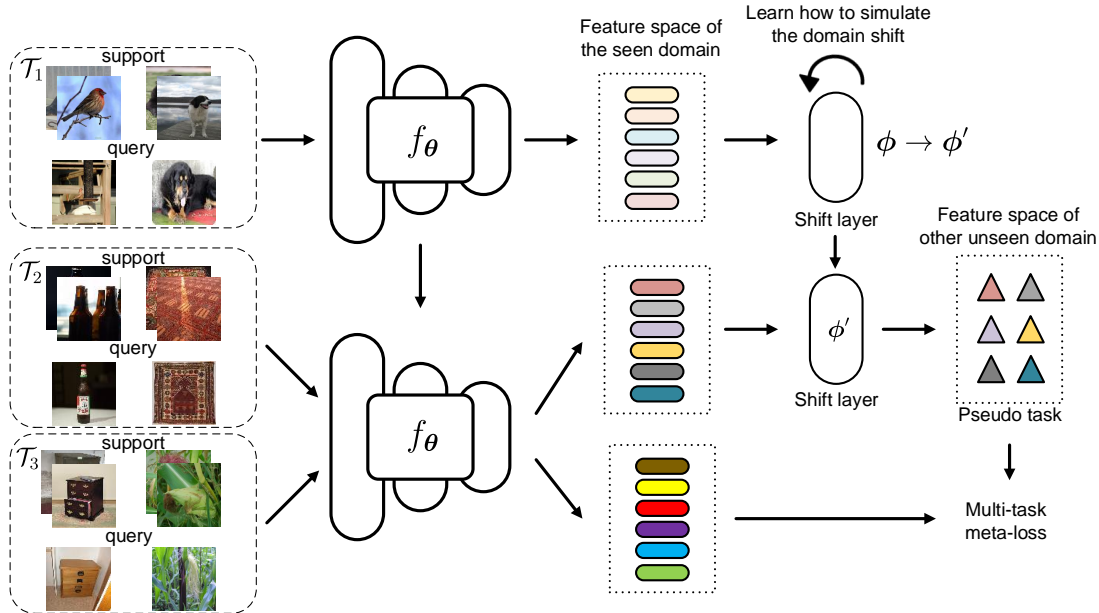 Learn how to simulate
the domain shift
Feature space of
the seen domain
support
𝒯₁
query
f_θ
ϕ → ϕ′
Shift layer
Feature space of
other unseen domain
support
𝒯₂
query
ϕ′
Shift layer
Pseudo task
f_θ
support
𝒯₃
query
Multi-task
meta-loss